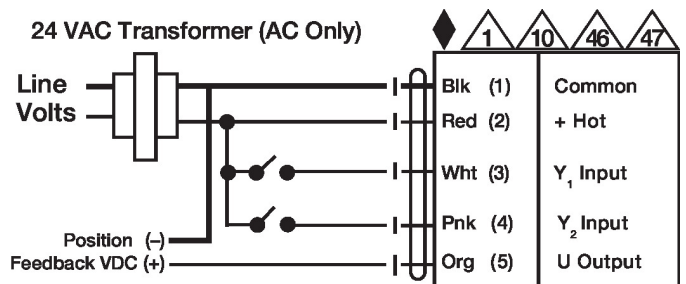 24 VAC Transformer (AC Only)
1 10 46 47
Line Volts
Blk (1) Common
Red (2) + Hot
Wht (3) Y1 Input
Pnk (4) Y2 Input
Position (–)
Feedback VDC (+)
Org (5) U Output